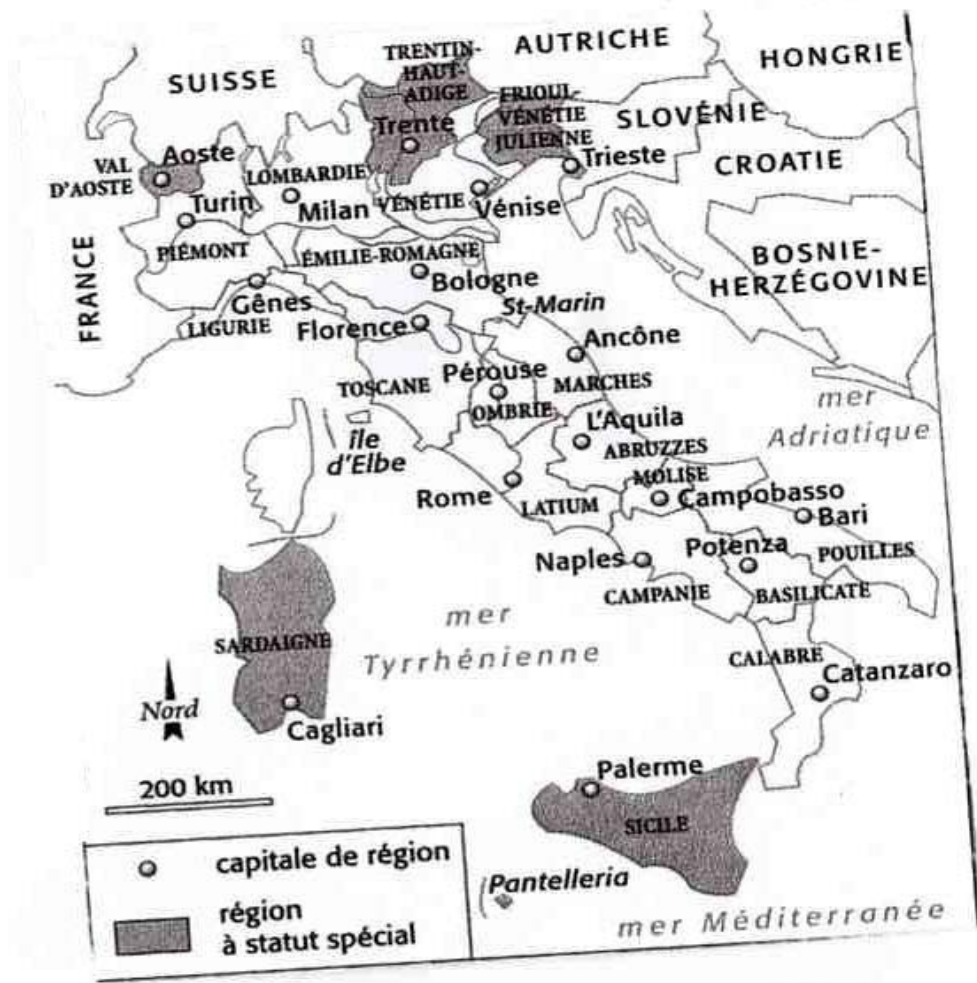 AUTRICHE
HONGRIE
SUISSE
TRENTIN-
HAUT-
ADIGE
FRIOUL-
VÉNÉTIE
JULIENNE
SLOVÉNIE
Trente
Aoste
VAL
D'AOSTE
LOMBARDIE
Trieste
CROATIE
Turin
Milan
VÉNÉTIE
Vénise
FRANCE
PIÉMONT
ÉMILIE-ROMAGNE
Bologne
BOSNIE-
HERZÉGOVINE
Gênes
LIGURIE
Florence
St-Marin
Ancône
TOSCANE
Pérouse
MARCHES
OMBRIE
mer
Adriatique
île
d'Elbe
L'Aquila
ABRUZZES
MOLISE
Rome
LATIUM
Campobasso
Bari
Naples
Potenza
POUILLES
CAMPANIE
BASILICATE
mer
Tyrrhénienne
SARDAIGNE
CALABRE
Catanzaro
Nord
Cagliari
200 km
Palerme
SICILE
capitale de région
Pantelleria
région
à statut spécial
mer Méditerranée